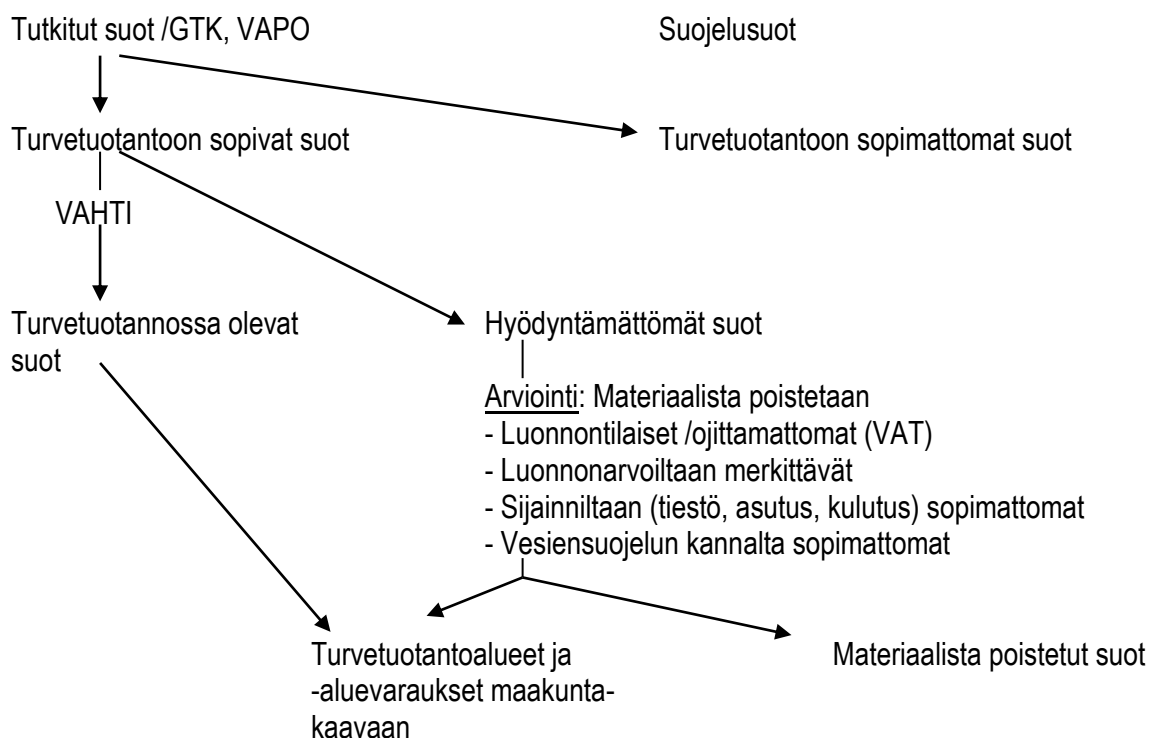 Tutkitut suot /GTK, VAPO
Suojelusuot
Turvetuotantoon sopivat suot
Turvetuotantoon sopimattomat suot
VAHTI
Turvetuotannossa olevat
suot
Hyödyntämättömät suot
Arviointi: Materiaalista poistetaan
- Luonnontilaiset /ojittamattomat (VAT)
- Luonnonarvoiltaan merkittävät
- Sijainniltaan (tiestö, asutus, kulutus) sopimattomat
- Vesiensuojelun kannalta sopimattomat
Turvetuotantoalueet ja
-aluevaraukset maakunta-
kaavaan
Materiaalista poistetut suot